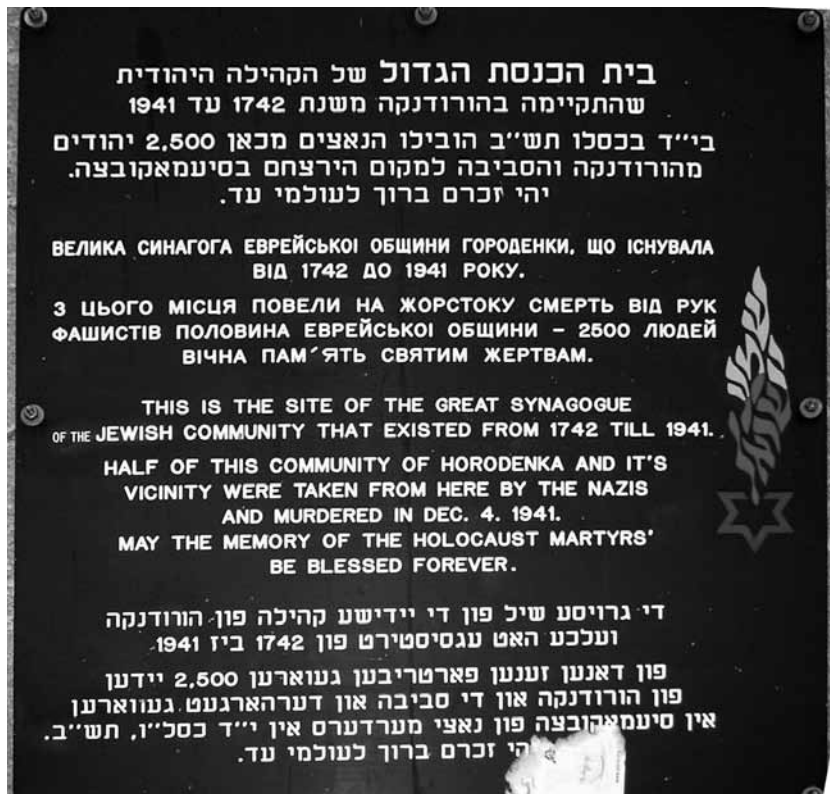 בית הכנסת הגדול של הקהילה היהודית
שהתקיימה בהורודנקה משנת 1742 עד 1941
בי״ד בכסלו תש״ב הובילו הנאצים מכאן 2,500 יהודים
מהורודנקה והסביבה למקום הירצחם בסיעמאקובצה.
יהי זכרם ברוך לעולמי עד.
ВЕЛИКА СИНАГОГА ЕВРЕЙСЬКОІ ОБЩИНИ ГОРОДЕНКИ, ЩО ІСНУВАЛА
ВІД 1742 ДО 1941 РОКУ.
З ЦЬОГО МІСЦЯ ПОВЕЛИ НА ЖОРСТОКУ СМЕРТЬ ВІД РУК
ФАШИСТІВ ПОЛОВИНА ЕВРЕЙСЬКОІ ОБЩИНИ – 2500 ЛЮДЕЙ
ВІЧНА ПАМ´ЯТЬ СВЯТИМ ЖЕРТВАМ.
THIS IS THE SITE OF THE GREAT SYNAGOGUE
OF THE JEWISH COMMUNITY THAT EXISTED FROM 1742 TILL 1941.
HALF OF THIS COMMUNITY OF HORODENKA AND IT'S
VICINITY WERE TAKEN FROM HERE BY THE NAZIS
AND MURDERED IN DEC. 4. 1941.
MAY THE MEMORY OF THE HOLOCAUST MARTYRS'
BE BLESSED FOREVER.
די גרויסע שיל פון די יידישע קהילה פון הורודנקה
וועלכע האט עגסיסטירט פון 1742 ביז 1941
פון דאנען זענען פארטריבען געווארען 2,500 יידען
פון הורודנקה און די סביבה און דערהארגעט געווארען
אין סיעמאקובצה פון נאצי מערדערס אין י״ד כסל״ו, תש״ב.
יהי זכרם ברוך לעולמי עד.